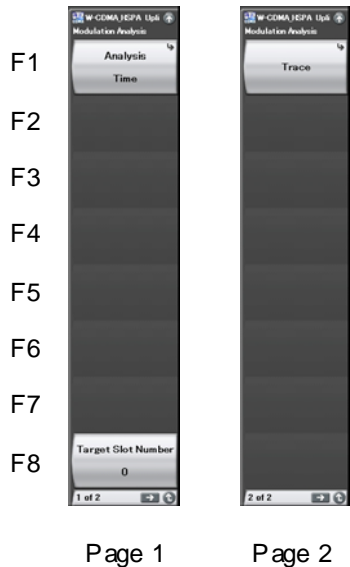 W-CDMA,HSPA Upli
Modulation Analysis
F1
Analysis
Time
F2
F3
F4
F5
F6
F7
F8
Target Slot Number
0
1 of 2
Page 1
W-CDMA,HSPA Upli
Modulation Analysis
Trace
2 of 2
Page 2